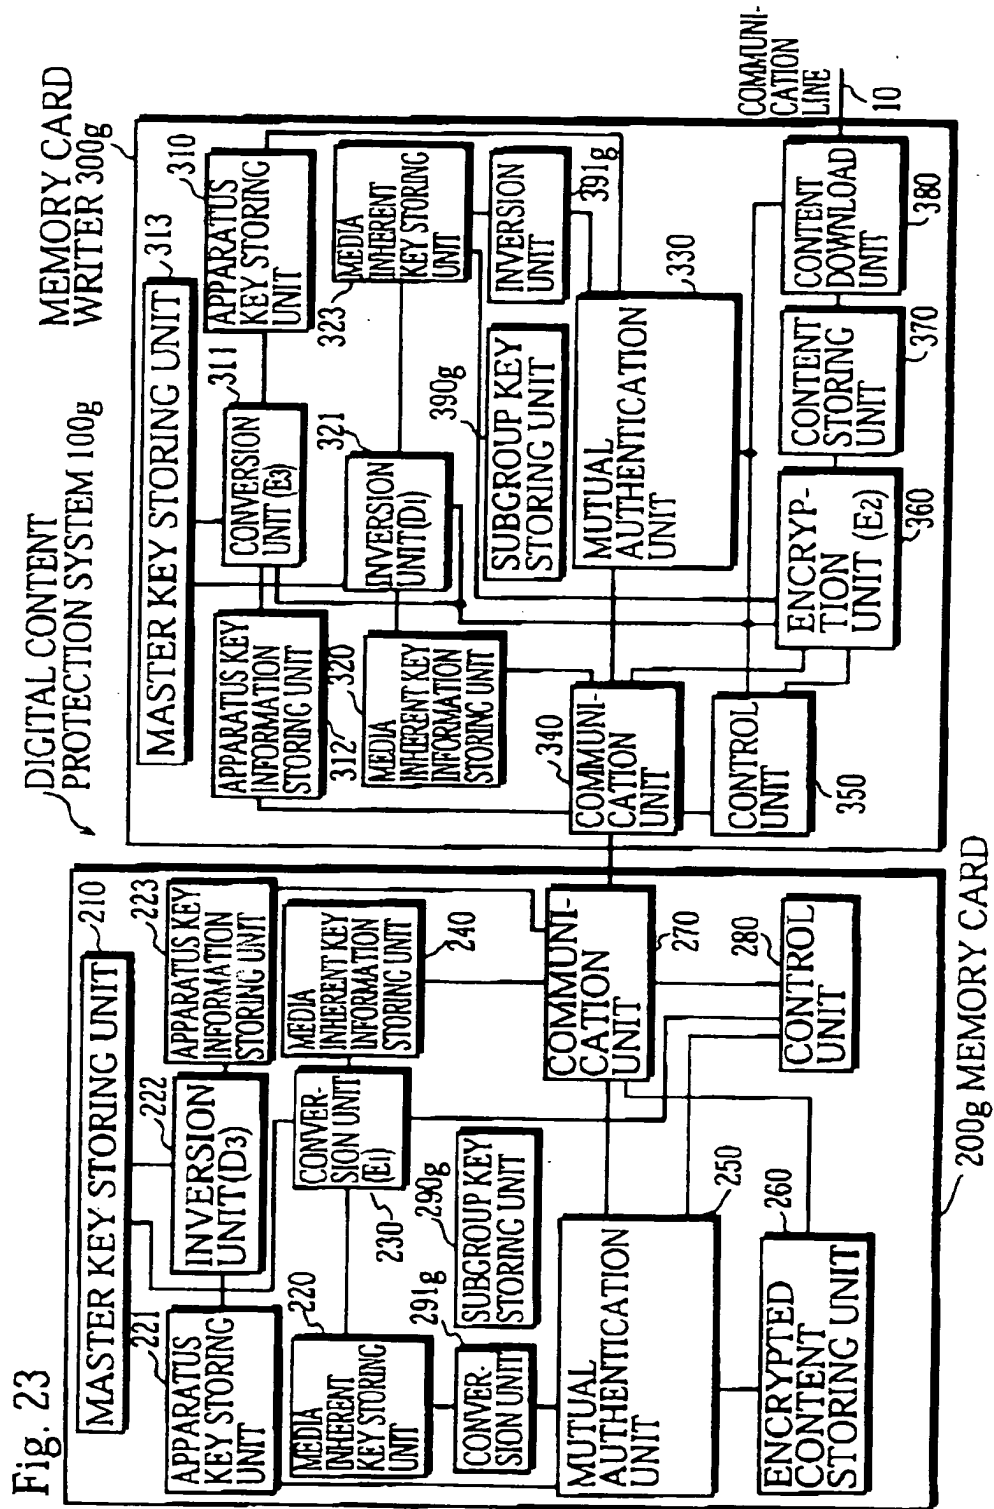 Fig. 23
DIGITAL CONTENT
PROTECTION SYSTEM 100g
MASTER KEY STORING UNIT
210
APPARATUS
KEY STORING
UNIT
221
INVERSION
UNIT(D3)
222
APPARATUS KEY
INFORMATION
STORING UNIT
223
MEDIA
INHERENT
KEY STORING
UNIT
220
CONVER-
SION UNIT
(E1)
230
MEDIA
INHERENT KEY
INFORMATION
STORING UNIT
240
CONVER-
SION UNIT
291g
SUBGROUP KEY
STORING UNIT
290g
MUTUAL
AUTHENTICATION
UNIT
250
COMMUNI-
CATION
UNIT
270
ENCRYPTED
CONTENT
STORING UNIT
260
CONTROL
UNIT
280
200g MEMORY CARD
MEMORY CARD
WRITER 300g
MASTER KEY STORING UNIT
313
APPARATUS KEY
INFORMATION
STORING UNIT
312
CONVERSION
UNIT (E3)
311
APPARATUS
KEY STORING
UNIT
310
MEDIA
INHERENT KEY
INFORMATION
STORING UNIT
320
INVERSION
UNIT(D1)
321
MEDIA
INHERENT
KEY STORING
UNIT
323
SUBGROUP KEY
STORING UNIT
390g
INVERSION
UNIT
391g
COMMUNI-
CATION
UNIT
340
MUTUAL
AUTHENTICATION
UNIT
330
CONTROL
UNIT
350
ENCRYP-
TION
UNIT (E2)
360
CONTENT
STORING
UNIT
370
CONTENT
DOWNLOAD
UNIT
380
COMMUNI-
CATION
LINE
10